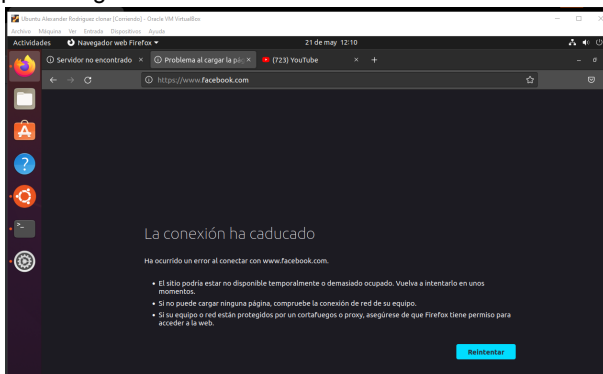 Ubuntu Alexander Rodriguez clonar [Corriendo] - Oracle VM VirtualBox
Archivo Máquina Ver Entrada Dispositivos Ayuda
Actividades Navegador web Firefox 21 de may 12:10
Servidor no encontrado × Problema al cargar la pág × (723) YouTube × +
https://www.facebook.com
La conexión ha caducado
Ha ocurrido un error al conectar con www.facebook.com.
• El sitio podría estar no disponible temporalmente o demasiado ocupado. Vuelva a intentarlo en unos
momentos.
• Si no puede cargar ninguna página, compruebe la conexión de red de su equipo.
• Si su equipo o red están protegidos por un cortafuegos o proxy, asegúrese de que Firefox tiene permiso para
acceder a la web.
Reintentar